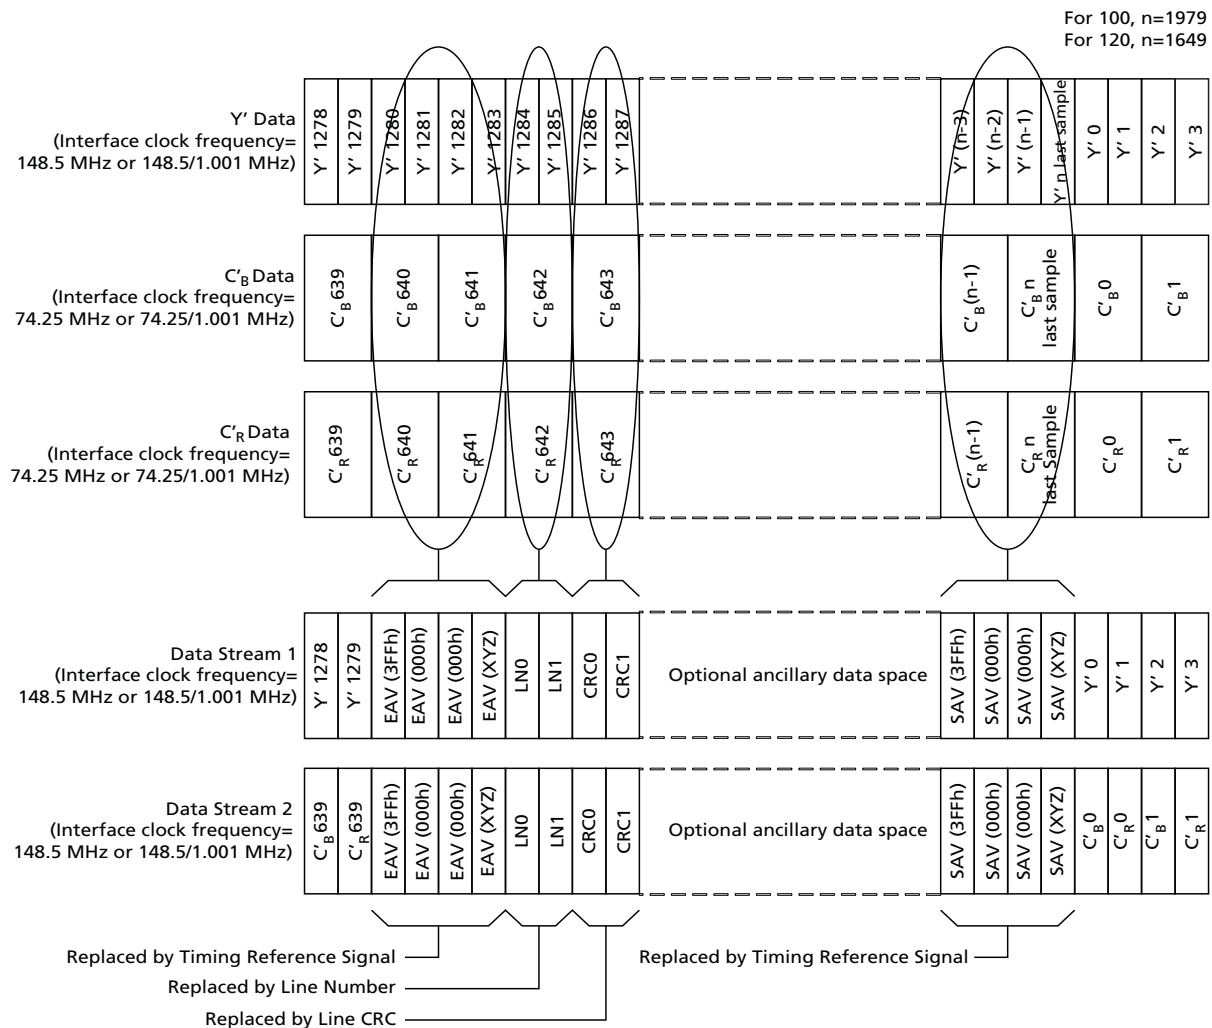 For 100, n=1979
For 120, n=1649
Y' Data
(Interface clock frequency=
148.5 MHz or 148.5/1.001 MHz)
Y' 1278
Y' 1279
Y' 1280
Y' 1281
Y' 1282
Y' 1283
Y' 1284
Y' 1285
Y' 1286
Y' 1287
Y' (n-3)
Y' (n-2)
Y' (n-1)
Y' n last sample
Y' 0
Y' 1
Y' 2
Y' 3
C'B Data
(Interface clock frequency=
74.25 MHz or 74.25/1.001 MHz)
C'B 639
C'B 640
C'B 641
C'B 642
C'B 643
C'B (n-1)
C'B n
last sample
C'B 0
C'B 1
C'R Data
(Interface clock frequency=
74.25 MHz or 74.25/1.001 MHz)
C'R 639
C'R 640
C'R 641
C'R 642
C'R 643
C'R (n-1)
C'R n
last Sample
C'R 0
C'R 1
Data Stream 1
(Interface clock frequency=
148.5 MHz or 148.5/1.001 MHz)
Y' 1278
Y' 1279
EAV (3FFh)
EAV (000h)
EAV (000h)
EAV (XYZ)
LN0
LN1
CRC0
CRC1
Optional ancillary data space
SAV (3FFh)
SAV (000h)
SAV (000h)
SAV (XYZ)
Y' 0
Y' 1
Y' 2
Y' 3
Data Stream 2
(Interface clock frequency=
148.5 MHz or 148.5/1.001 MHz)
C'B 639
C'R 639
EAV (3FFh)
EAV (000h)
EAV (000h)
EAV (XYZ)
LN0
LN1
CRC0
CRC1
Optional ancillary data space
SAV (3FFh)
SAV (000h)
SAV (000h)
SAV (XYZ)
C'B 0
C'R 0
C'B 1
C'R 1
Replaced by Timing Reference Signal
Replaced by Timing Reference Signal
Replaced by Line Number
Replaced by Line CRC